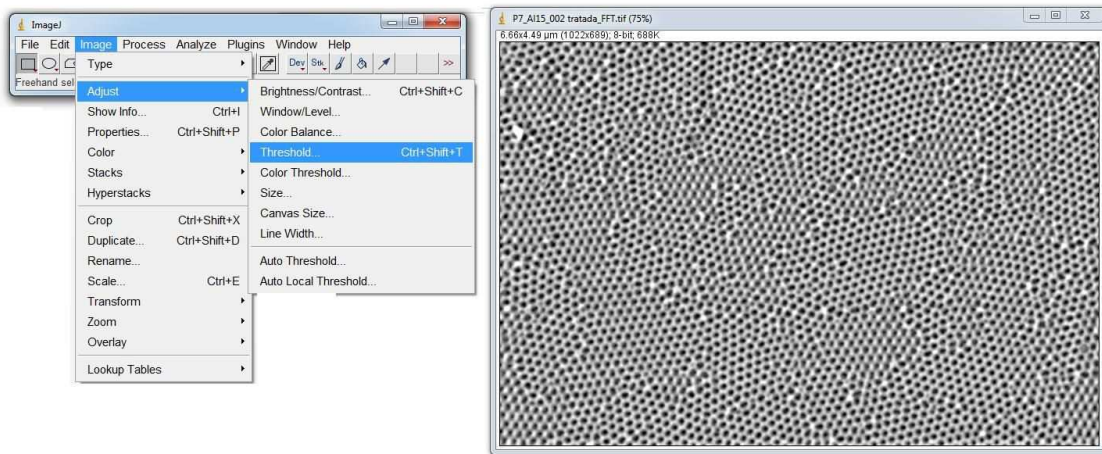 ImageJ
File Edit Image Process Analyze Plugins Window Help
Dev Stk >>
Freehand sel
Type
Adjust
Show Info... Ctrl+I
Properties... Ctrl+Shift+P
Color
Stacks
Hyperstacks
Crop Ctrl+Shift+X
Duplicate... Ctrl+Shift+D
Rename...
Scale... Ctrl+E
Transform
Zoom
Overlay
Lookup Tables
Brightness/Contrast... Ctrl+Shift+C
Window/Level...
Color Balance...
Threshold... Ctrl+Shift+T
Color Threshold...
Size...
Canvas Size...
Line Width...
Auto Threshold...
Auto Local Threshold...
P7_Al15_002 tratada_FFT.tif (75%)
6.66x4.49 µm (1022x689); 8-bit; 688K